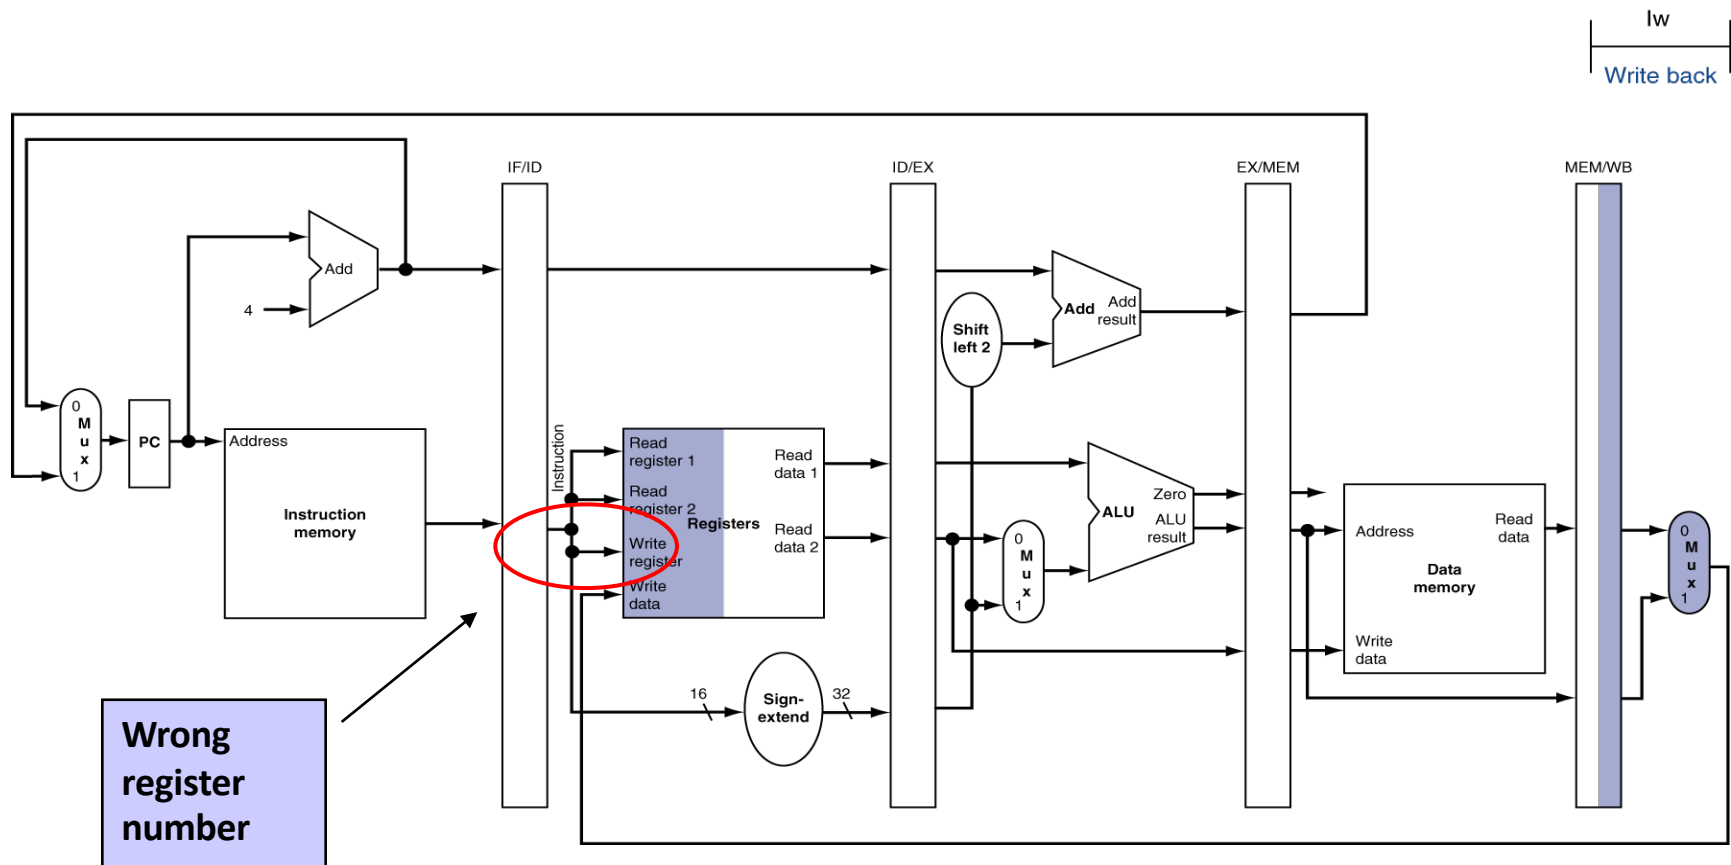 lw
Write back
IF/ID
ID/EX
EX/MEM
MEM/WB
Add
4
Shift
left 2
Add
Add
result
0
M
u
x
1
PC
Address
Instruction
memory
Instruction
Read
register 1
Read
register 2
Registers
Write
register
Write
data
Read
data 1
Read
data 2
0
M
u
x
1
Zero
ALU
ALU
result
Address
Read
data
Data
memory
Write
data
0
M
u
x
1
16
Sign-
extend
32
Wrong
register
number